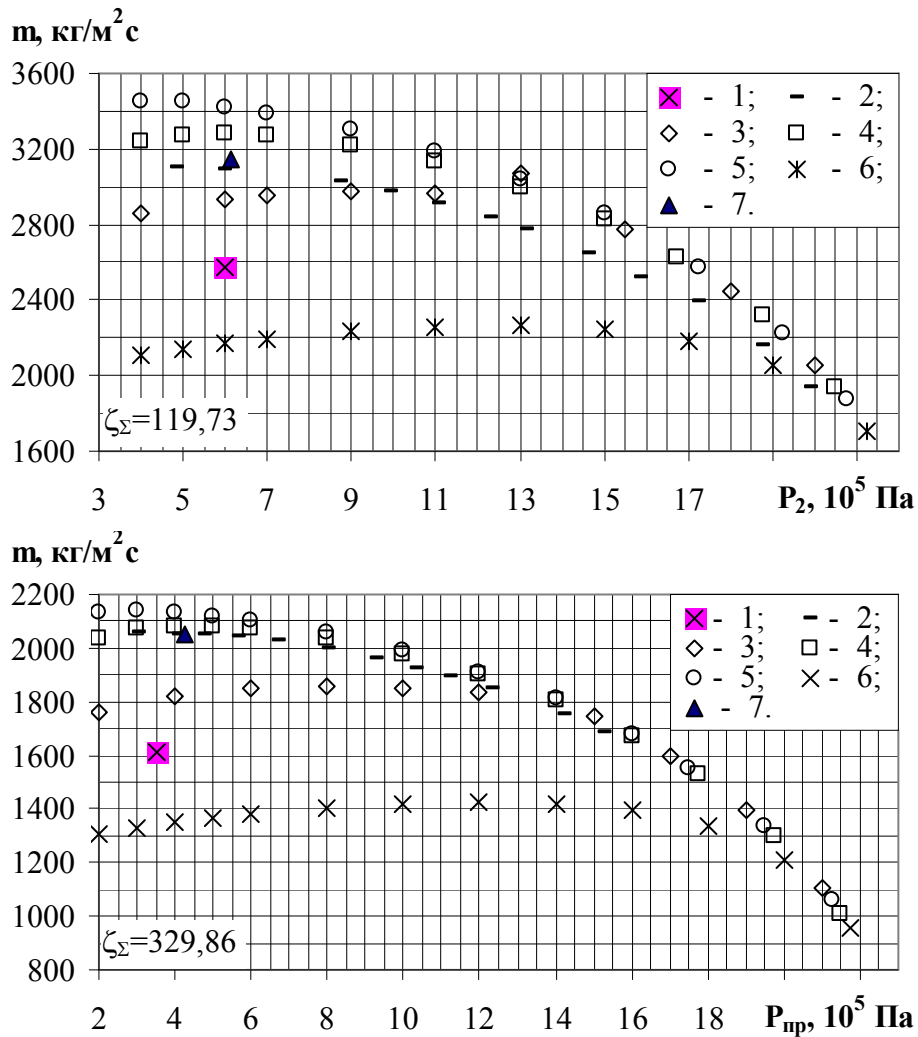 m, кг/м²с
3600
3200
2800
2400
2000
1600
- 1; - 2;
- 3; - 4;
- 5; - 6;
- 7.
ζΣ=119,73
3 5 7 9 11 13 15 17 P₂, 10⁵ Па
m, кг/м²с
2200
2000
1800
1600
1400
1200
1000
800
- 1; - 2;
- 3; - 4;
- 5; - 6;
- 7.
ζΣ=329,86
2 4 6 8 10 12 14 16 18 Pпр, 10⁵ Па